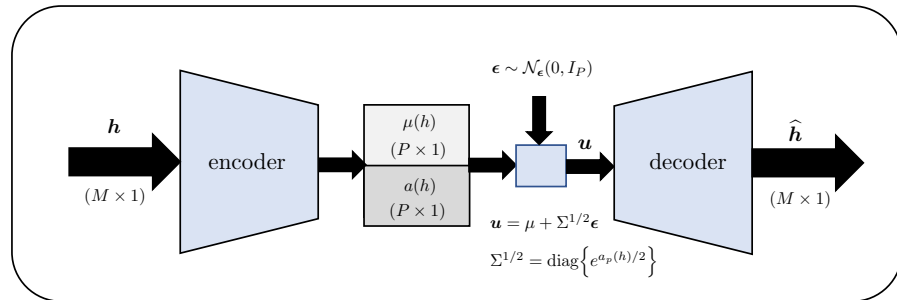 ϵ ∼ 𝒩_ϵ(0, I_P)
h
(M × 1)
encoder
μ(h)
(P × 1)
a(h)
(P × 1)
u
decoder
ĥ
(M × 1)
u = μ + Σ^{1/2}ϵ
Σ^{1/2} = diag{e^{a_p(h)/2}}